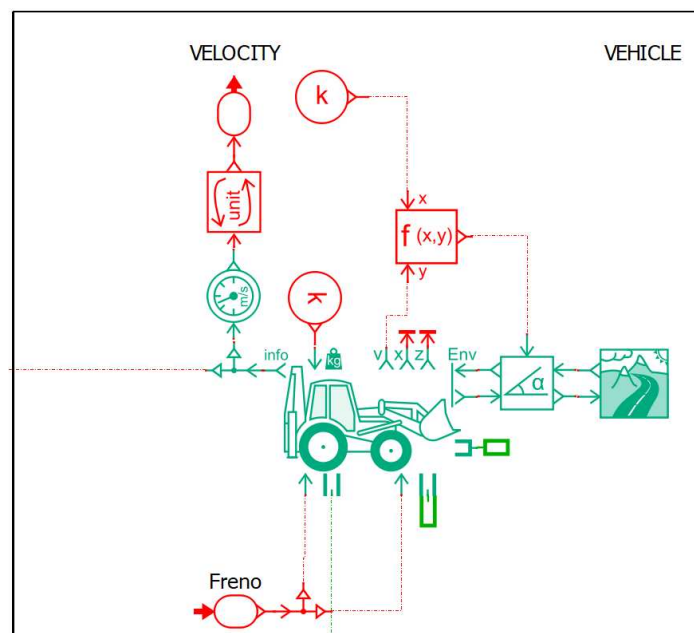 VELOCITY
VEHICLE
k
unit
x
f (x,y)
y
m/s
k
info
kg
v
x
z
Env
α
Freno